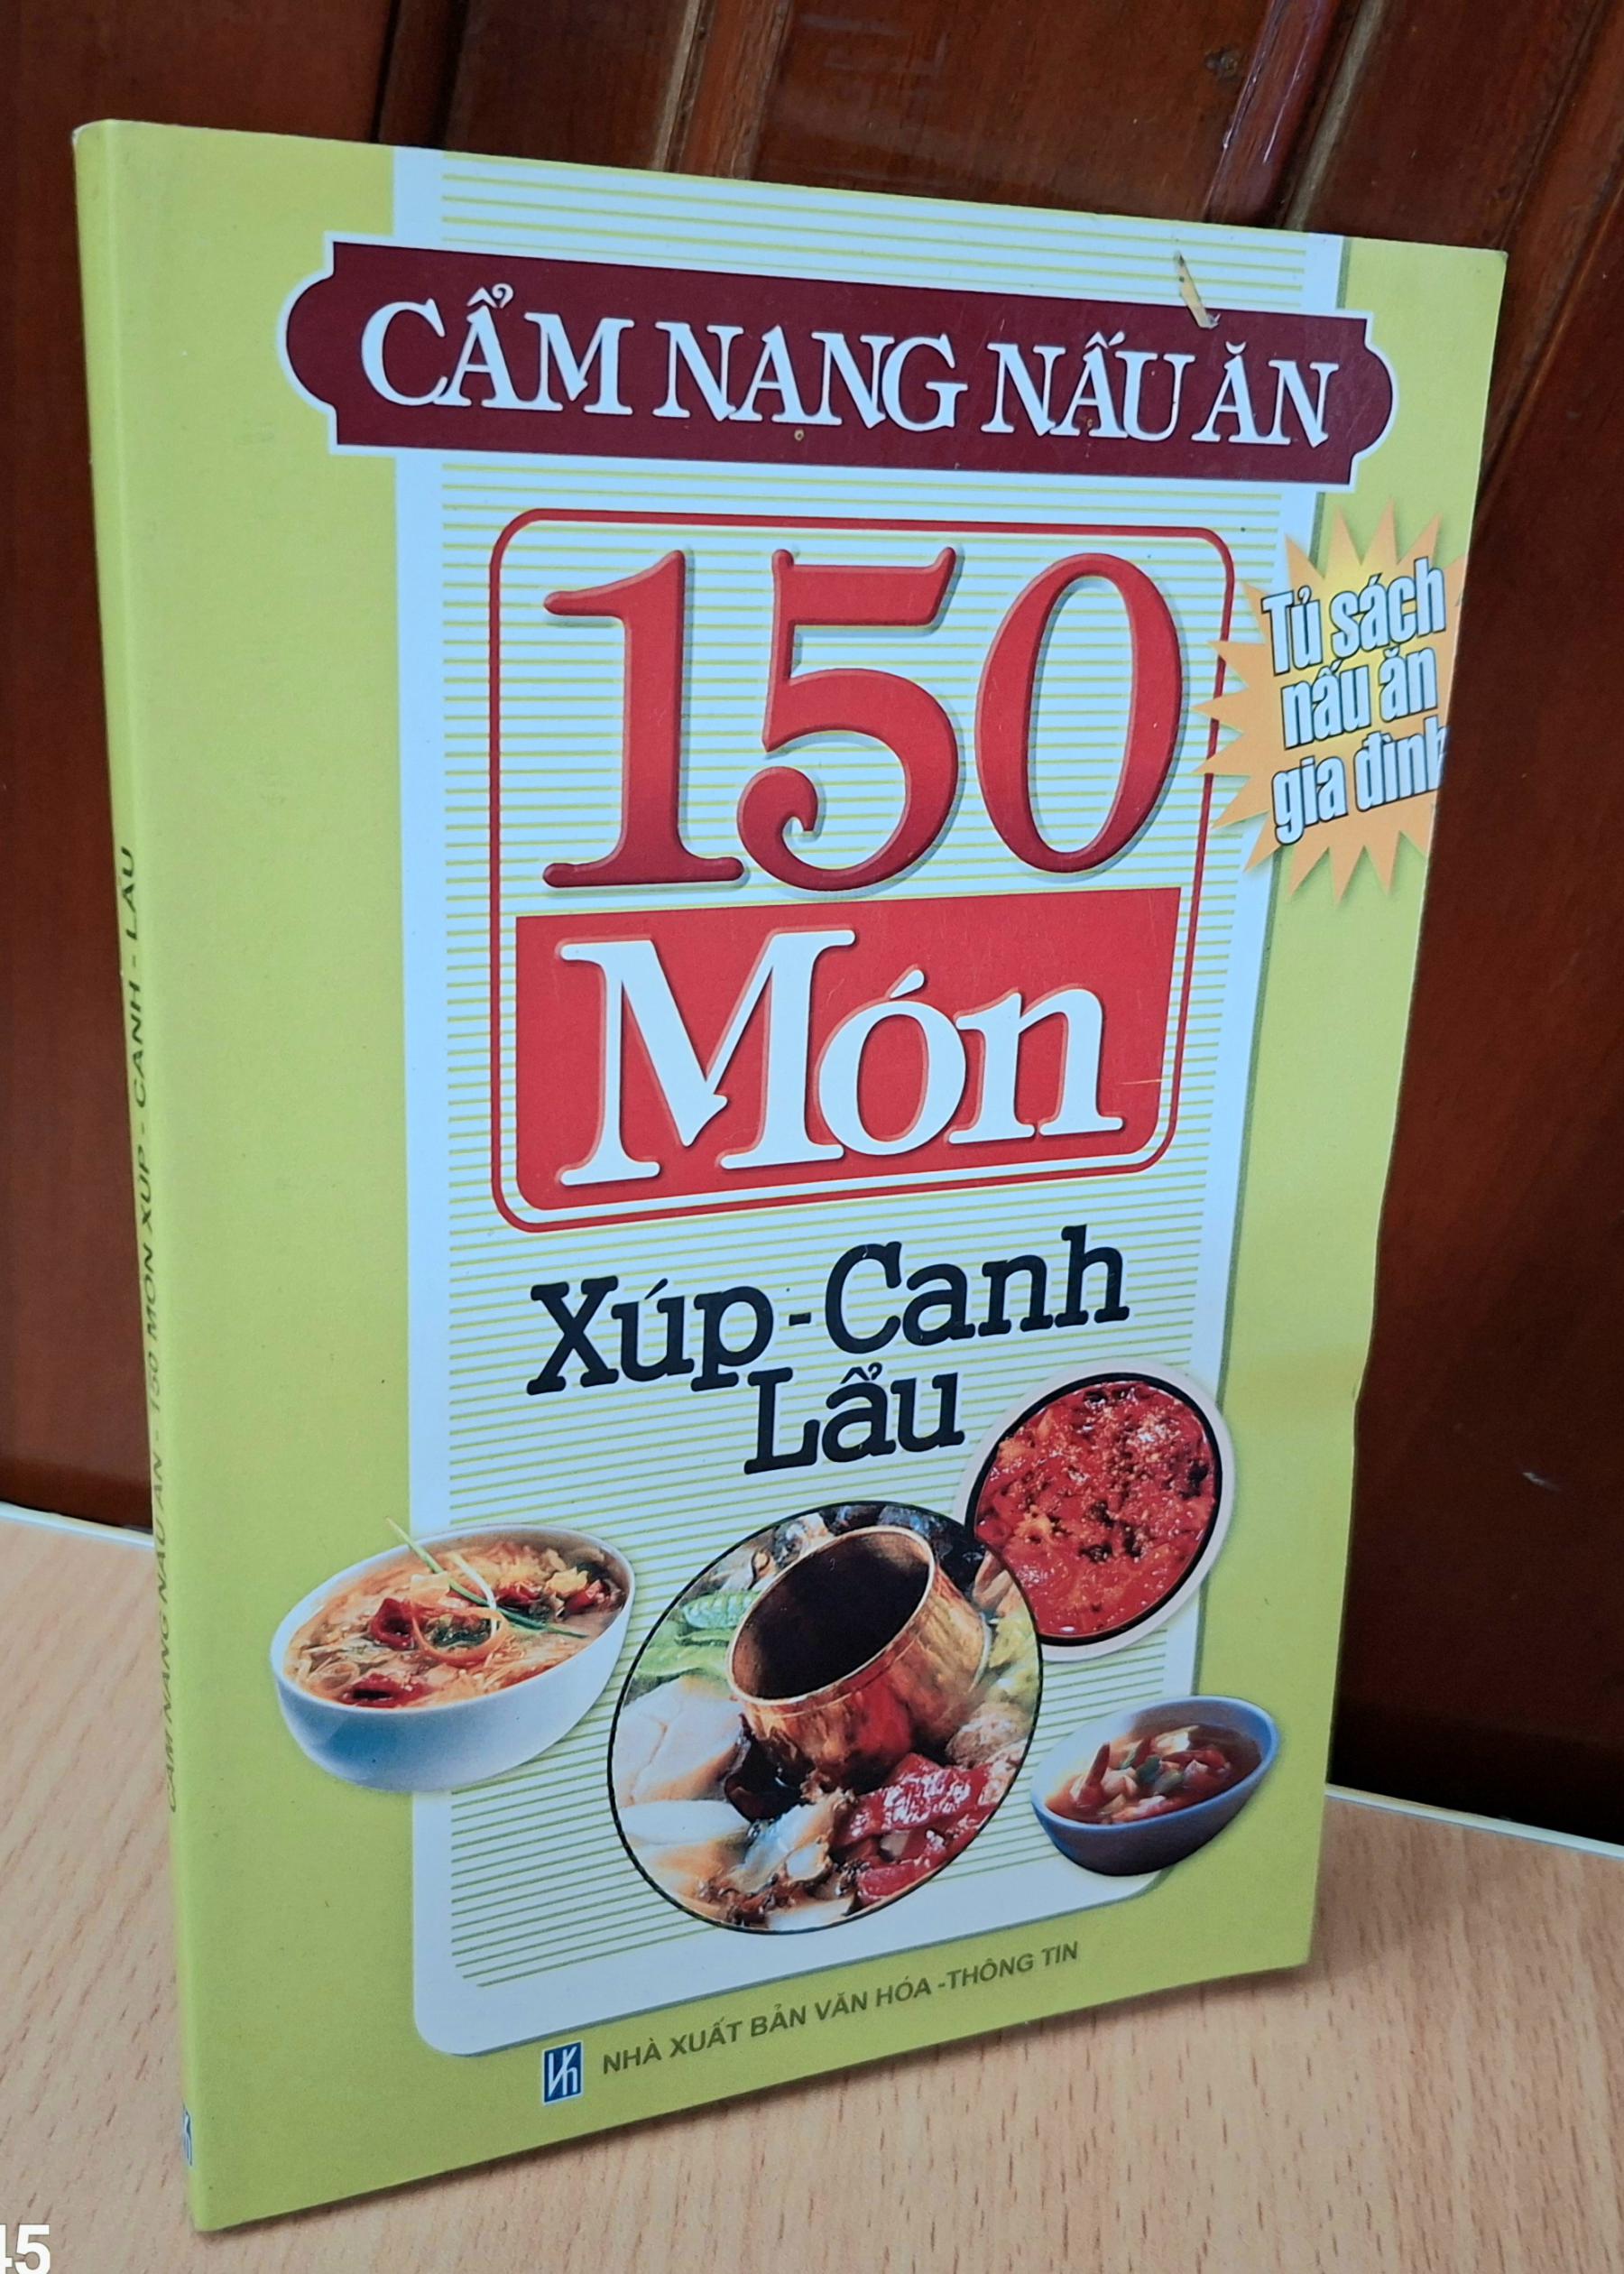 CẨM NANG NẤU ĂN
150
Món
Tủ sách
nấu ăn
gia đình
Xúp-Canh
Lẩu
NHÀ XUẤT BẢN VĂN HÓA -THÔNG TIN
CẨM NANG NẤU ĂN - 150 MÓN XÚP - CANH - LẨU
45